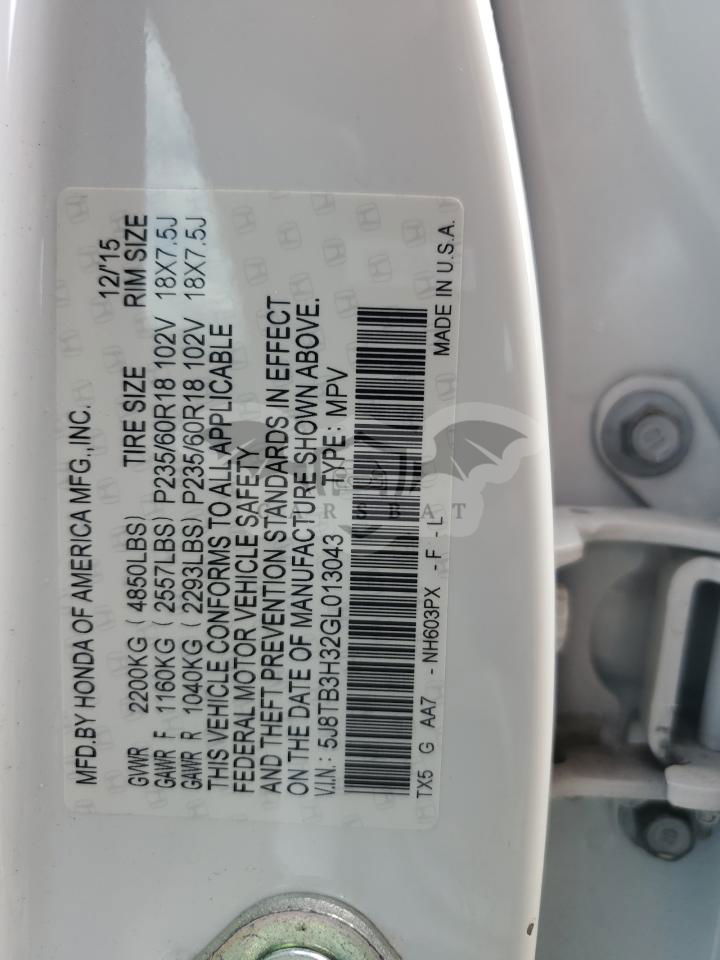 MFD.BY HONDA OF AMERICA MFG.,INC. 12/'15
GVWR 2200KG (4850LBS) TIRE SIZE RIM SIZE
GAWR F 1160KG (2557LBS) P235/60R18 102V 18X7.5J
GAWR R 1040KG (2293LBS) P235/60R18 102V 18X7.5J
THIS VEHICLE CONFORMS TO ALL APPLICABLE
FEDERAL MOTOR VEHICLE SAFETY
AND THEFT PREVENTION STANDARDS IN EFFECT
ON THE DATE OF MANUFACTURE SHOWN ABOVE.
V.I.N.: 5J8TB3H32GL013043 TYPE: MPV
TX5 G AA7 - NH603PX - F - L MADE IN U.S.A.
CARSBAT